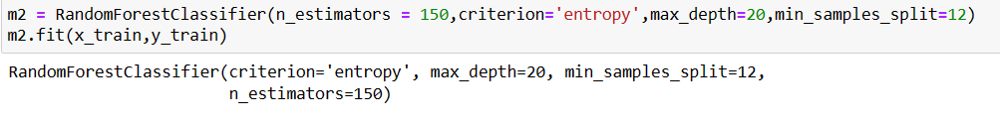 m2 = RandomForestClassifier(n_estimators = 150,criterion='entropy',max_depth=20,min_samples_split=12)
m2.fit(x_train,y_train)
RandomForestClassifier(criterion='entropy', max_depth=20, min_samples_split=12,
n_estimators=150)